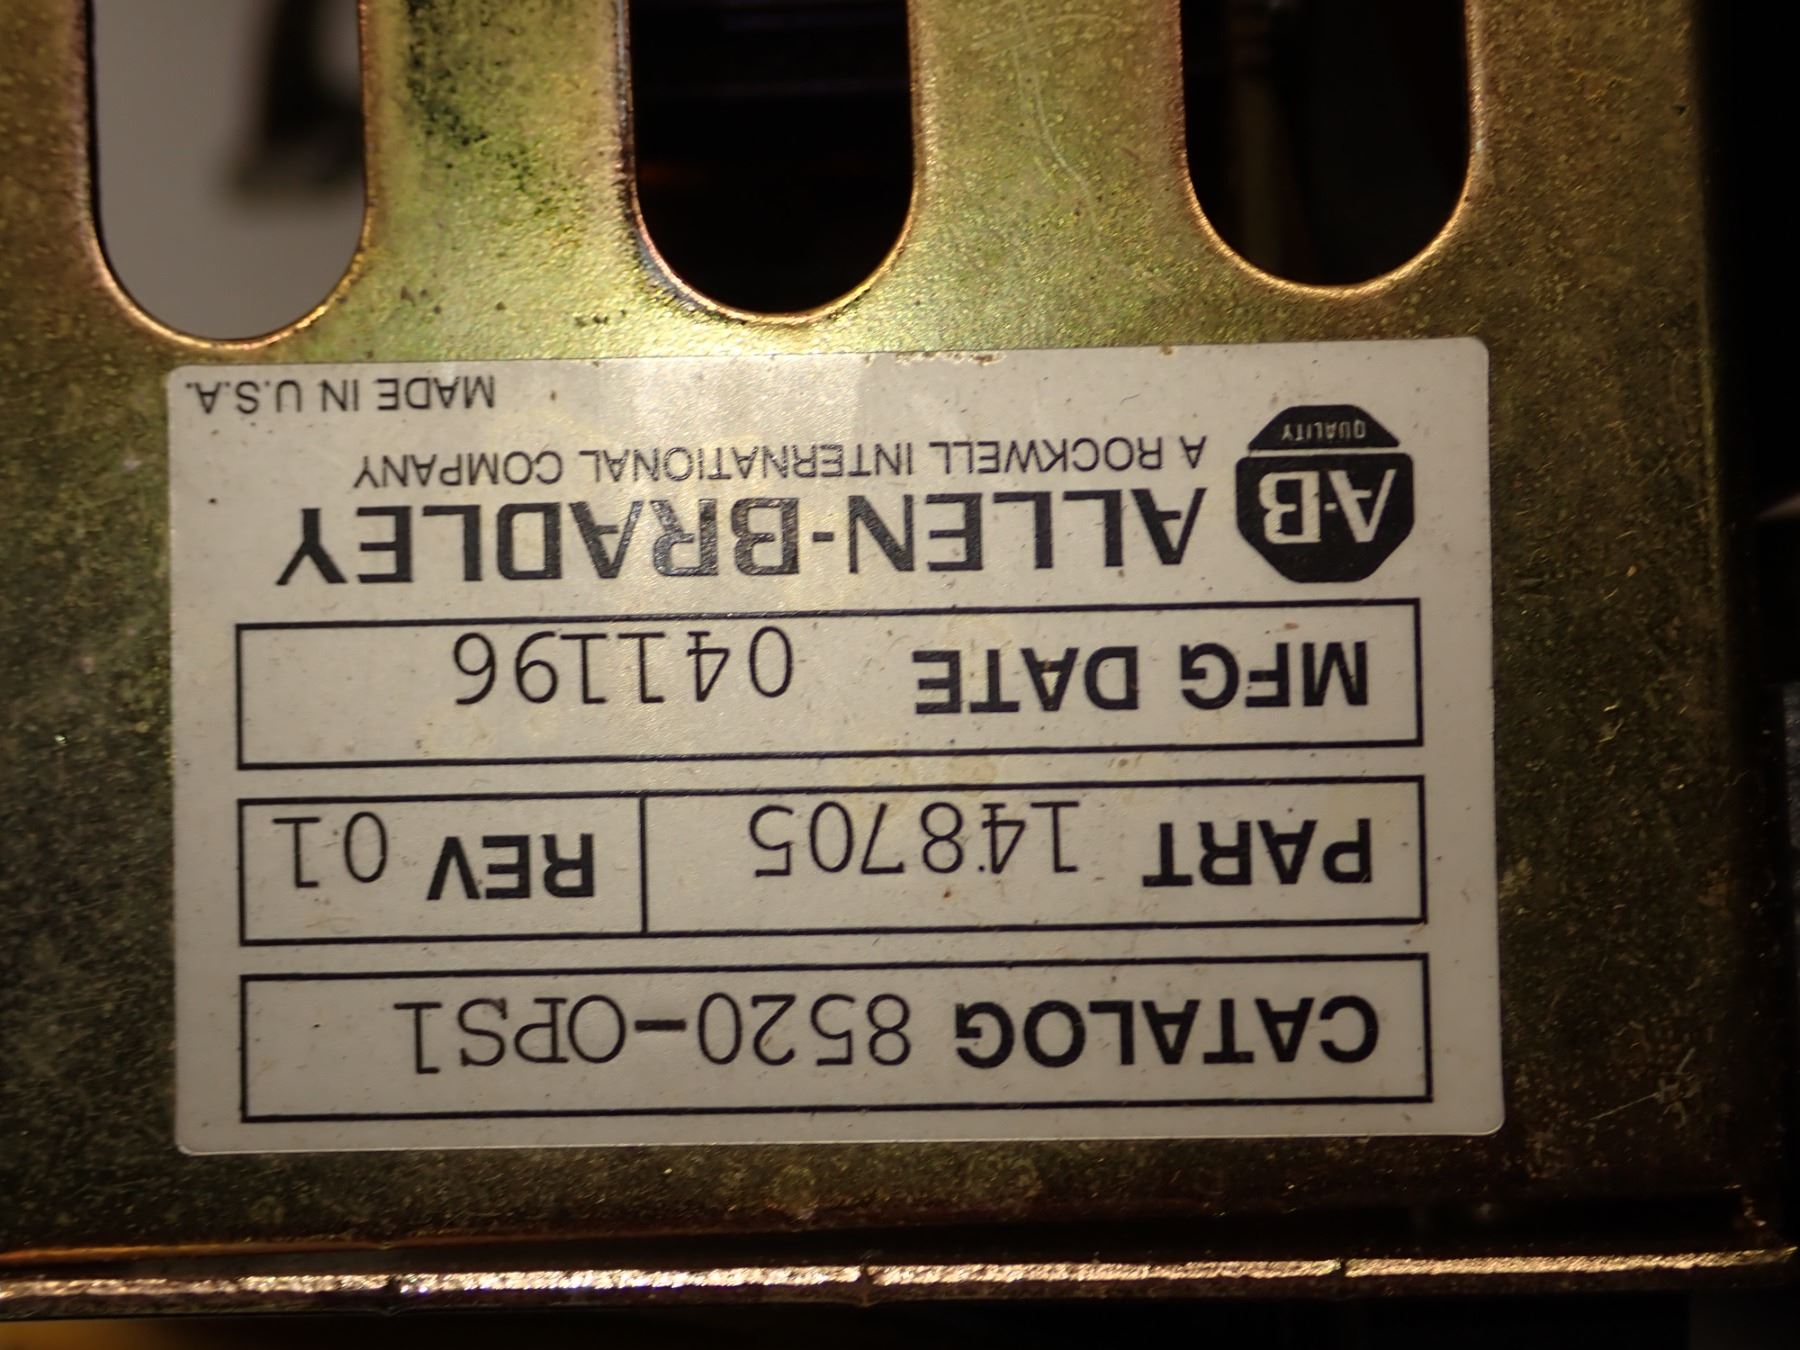 CATALOG 8520-OPS1
PART 148705 REV 01
MFG DATE 041196
A-B QUALITY
ALLEN-BRADLEY
A ROCKWELL INTERNATIONAL COMPANY
MADE IN U.S.A.